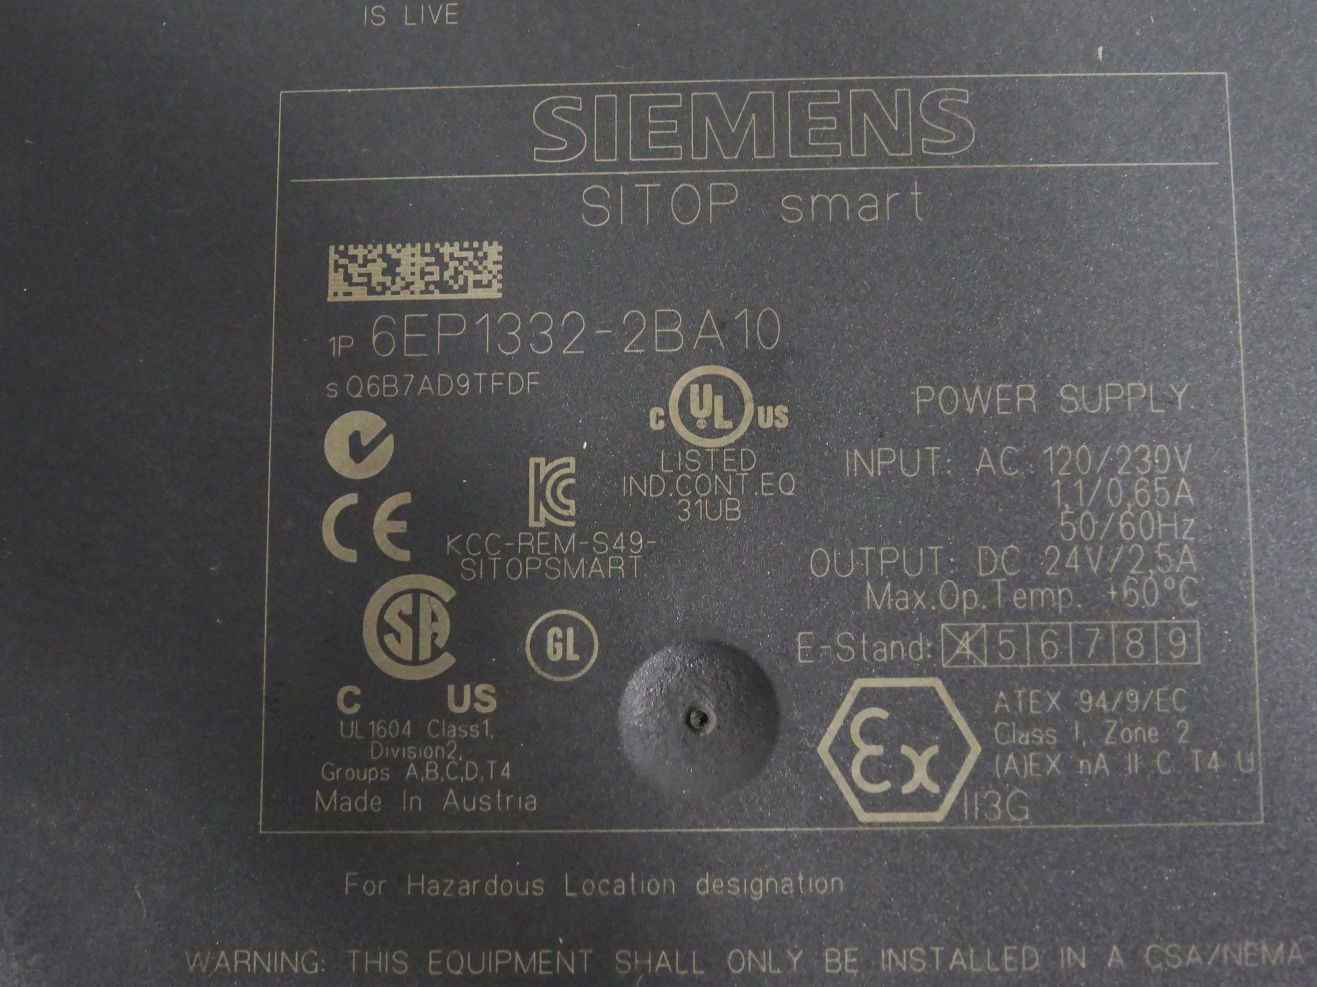 IS LIVE
SIEMENS
SITOP smart
1P 6EP1332-2BA10
S Q6B7AD9TFDF
C UL US
LISTED
IND.CONT.EQ
31UB
POWER SUPPLY
INPUT: AC 120/230V
1,1/0,65A
50/60Hz
OUTPUT: DC 24V/2,5A
Max.Op.Temp. +60°C
E-Stand: 4 5 6 7 8 9
CE
KC
KCC-REM-S49-
SITOPSMART
SA
C US
GL
UL1604 Class1,
Division2,
Groups A,B,C,D,T4
Made In Austria
Ex
ATEX 94/9/EC
Class I, Zone 2
(A)EX nA II C T4 U
II3G
For Hazardous Location designation
WARNING: THIS EQUIPMENT SHALL ONLY BE INSTALLED IN A CSA/NEMA